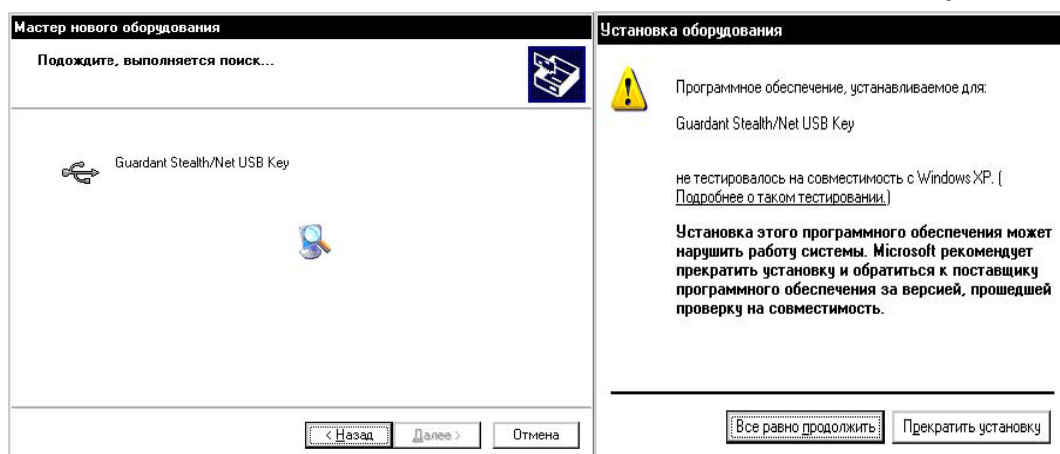 Мастер нового оборудования
Подождите, выполняется поиск...
Guardant Stealth/Net USB Key
< Назад
Далее >
Отмена
Установка оборудования
Программное обеспечение, устанавливаемое для:
Guardant Stealth/Net USB Key
не тестировалось на совместимость с Windows XP. (
Подробнее о таком тестировании.)
Установка этого программного обеспечения может
нарушить работу системы. Microsoft рекомендует
прекратить установку и обратиться к поставщику
программного обеспечения за версией, прошедшей
проверку на совместимость.
Все равно продолжить
Прекратить установку